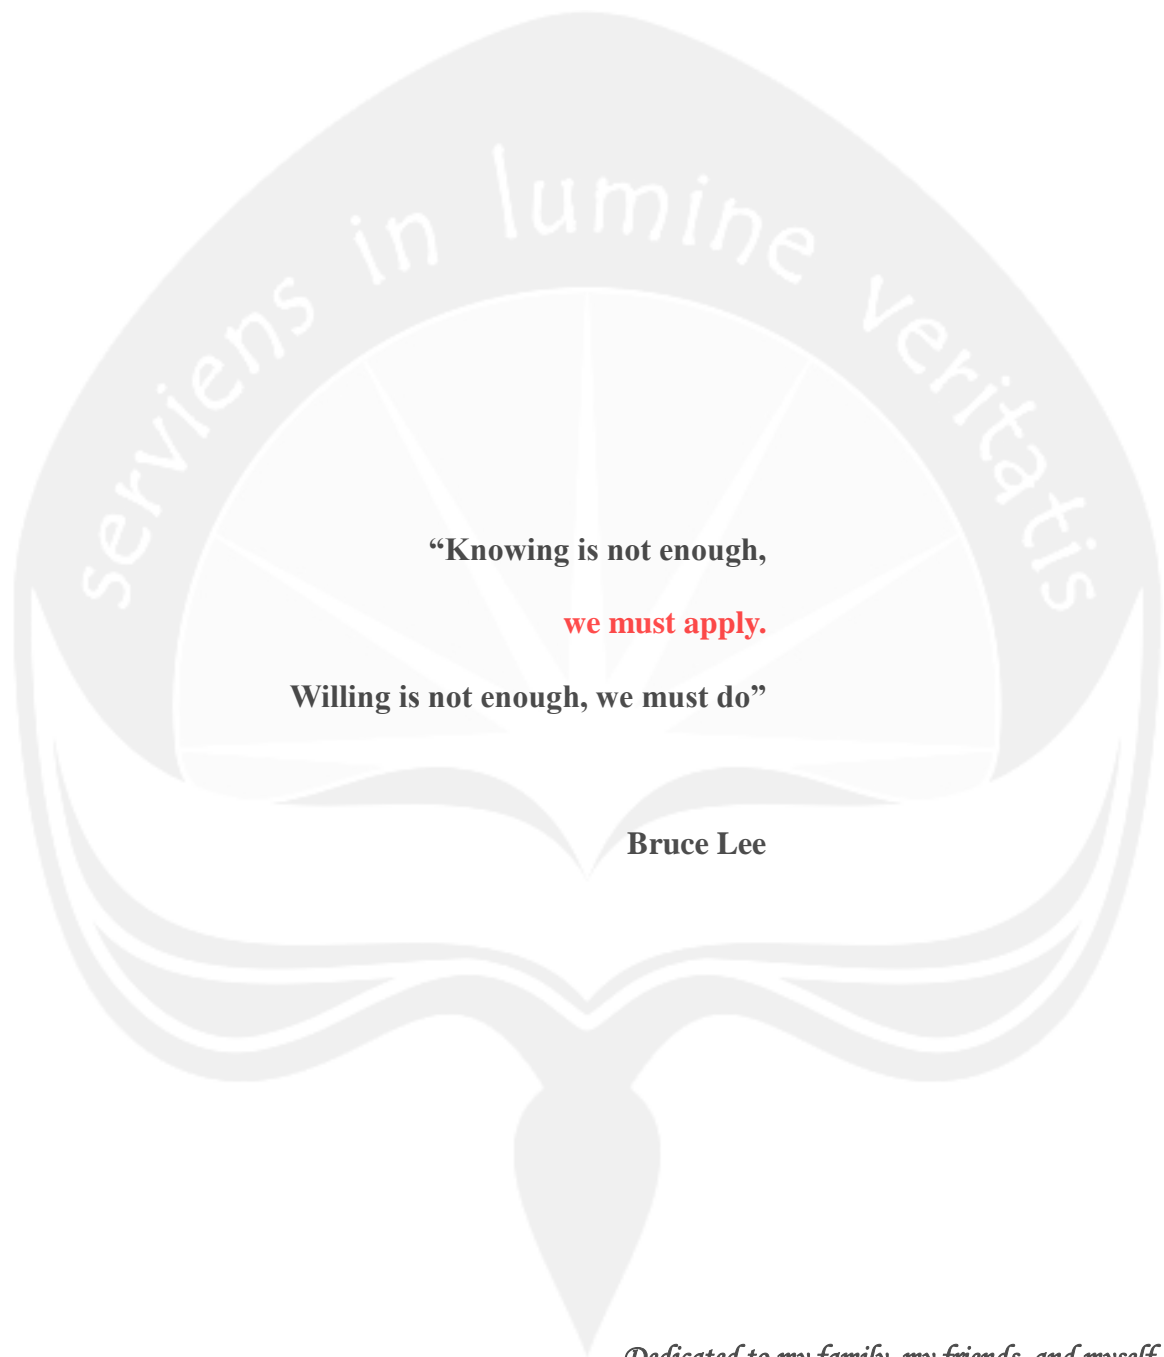 serviens in lumine veritatis
“Knowing is not enough,
we must apply.
Willing is not enough, we must do”
Bruce Lee
Dedicated to my family, my friends, and myself